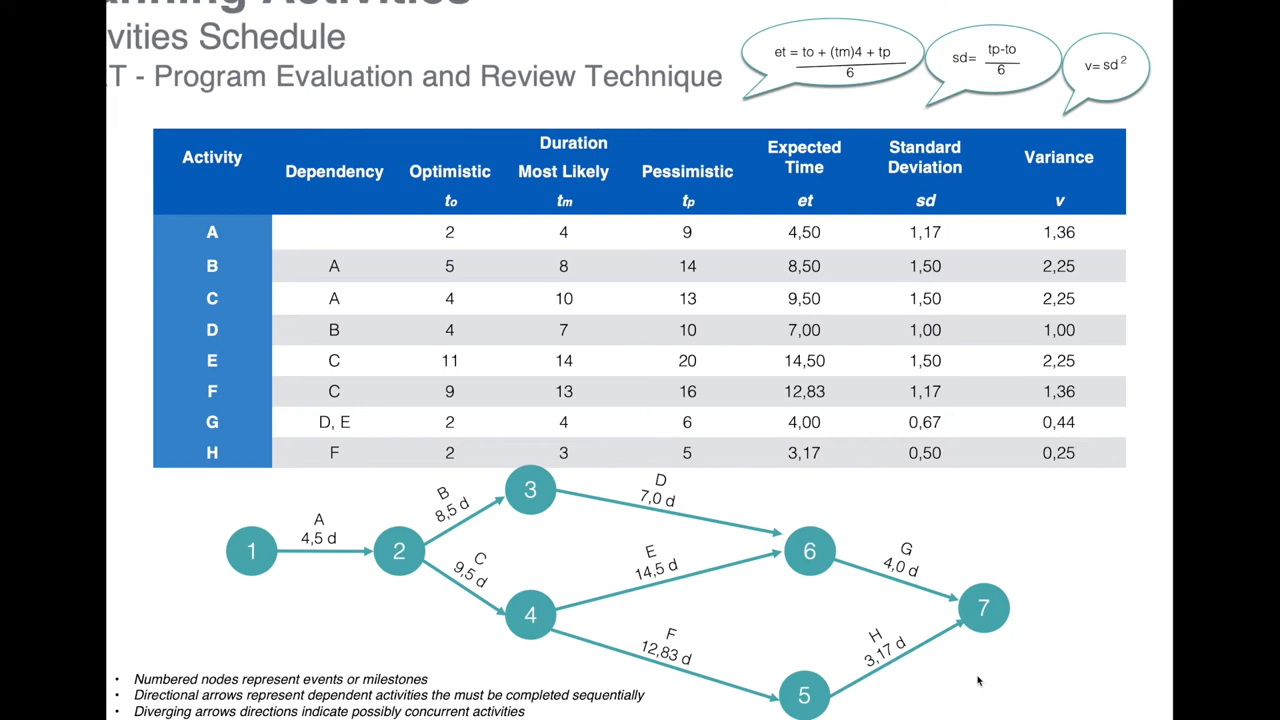 vities Schedule
T - Program Evaluation and Review Technique
et = to + (tm)4 + tp
6
sd= tp-to
6
v= sd 2
Activity Dependency Duration Expected Time Standard Deviation Variance
Optimistic Most Likely Pessimistic
to tm tp et sd v
A 2 4 9 4,50 1,17 1,36
B A 5 8 14 8,50 1,50 2,25
C A 4 10 13 9,50 1,50 2,25
D B 4 7 10 7,00 1,00 1,00
E C 11 14 20 14,50 1,50 2,25
F C 9 13 16 12,83 1,17 1,36
G D, E 2 4 6 4,00 0,67 0,44
H F 2 3 5 3,17 0,50 0,25
1
A
4,5 d
2
B
8,5 d
3
D
7,0 d
C
9,5 d
4
E
14,5 d
6
G
4,0 d
7
F
12,83 d
5
H
3,17 d
• Numbered nodes represent events or milestones
• Directional arrows represent dependent activities the must be completed sequentially
• Diverging arrows directions indicate possibly concurrent activities